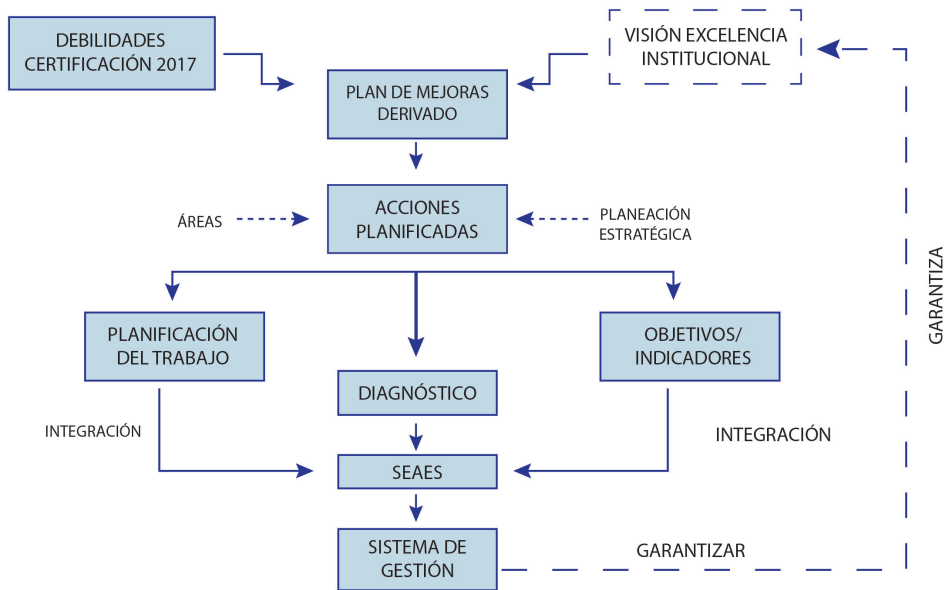 DEBILIDADES
CERTIFICACIÓN 2017
VISIÓN EXCELENCIA
INSTITUCIONAL
PLAN DE MEJORAS
DERIVADO
ÁREAS
ACCIONES
PLANIFICADAS
PLANEACIÓN
ESTRATÉGICA
PLANIFICACIÓN
DEL TRABAJO
OBJETIVOS/
INDICADORES
GARANTIZA
DIAGNÓSTICO
INTEGRACIÓN
INTEGRACIÓN
SEAES
SISTEMA DE
GESTIÓN
GARANTIZAR